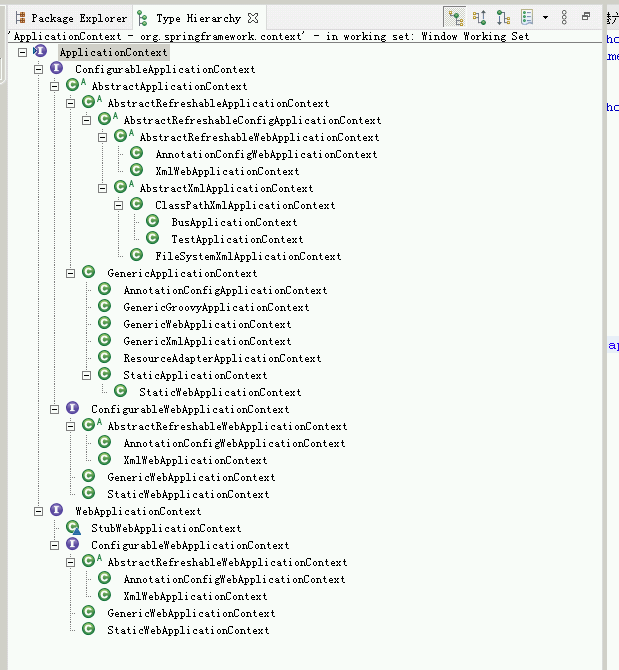 Package Explorer Type Hierarchy
'ApplicationContext - org.springframework.context' - in working set: Window Working Set
ApplicationContext
ConfigurableApplicationContext
AbstractApplicationContext
AbstractRefreshableApplicationContext
AbstractRefreshableConfigApplicationContext
AbstractRefreshableWebApplicationContext
AnnotationConfigWebApplicationContext
XmlWebApplicationContext
AbstractXmlApplicationContext
ClassPathXmlApplicationContext
BusApplicationContext
TestApplicationContext
FileSystemXmlApplicationContext
GenericApplicationContext
AnnotationConfigApplicationContext
GenericGroovyApplicationContext
GenericWebApplicationContext
GenericXmlApplicationContext
ResourceAdapterApplicationContext
StaticApplicationContext
StaticWebApplicationContext
ConfigurableWebApplicationContext
AbstractRefreshableWebApplicationContext
AnnotationConfigWebApplicationContext
XmlWebApplicationContext
GenericWebApplicationContext
StaticWebApplicationContext
WebApplicationContext
StubWebApplicationContext
ConfigurableWebApplicationContext
AbstractRefreshableWebApplicationContext
AnnotationConfigWebApplicationContext
XmlWebApplicationContext
GenericWebApplicationContext
StaticWebApplicationContext